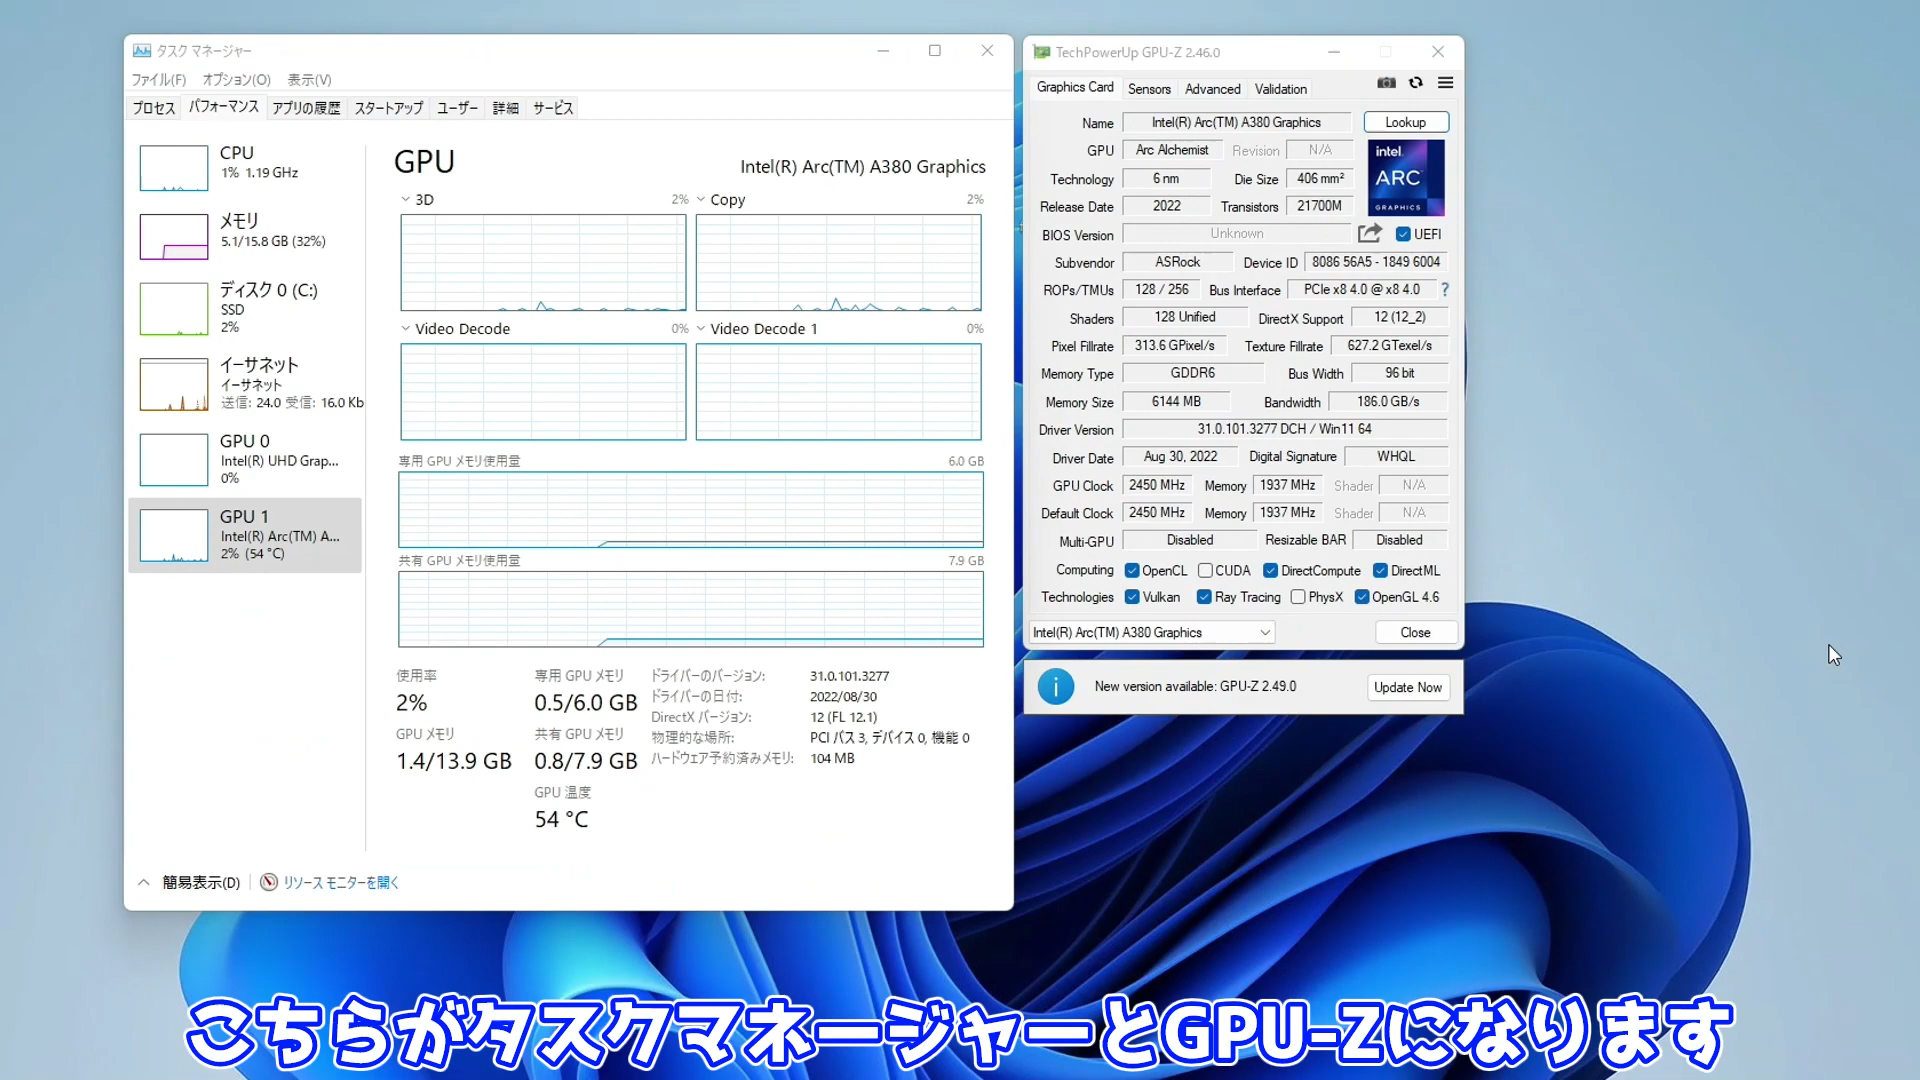 タスク マネージャー
ファイル(F) オプション(O) 表示(V)
プロセス パフォーマンス アプリの履歴 スタートアップ ユーザー 詳細 サービス
CPU
1% 1.19 GHz
メモリ
5.1/15.8 GB (32%)
ディスク 0 (C:)
SSD
2%
イーサネット
イーサネット
送信: 24.0 受信: 16.0 Kb
GPU 0
Intel(R) UHD Grap...
0%
GPU 1
Intel(R) Arc(TM) A...
2% (54 °C)
GPU
Intel(R) Arc(TM) A380 Graphics
3D 2% Copy 2%
Video Decode 0% Video Decode 1 0%
専用 GPU メモリ使用量 6.0 GB
共有 GPU メモリ使用量 7.9 GB
使用率
2%
GPU メモリ
1.4/13.9 GB
専用 GPU メモリ
0.5/6.0 GB
共有 GPU メモリ
0.8/7.9 GB
GPU 温度
54 °C
ドライバーのバージョン: 31.0.101.3277
ドライバーの日付: 2022/08/30
DirectX バージョン: 12 (FL 12.1)
物理的な場所: PCI バス 3, デバイス 0, 機能 0
ハードウェア予約済みメモリ: 104 MB
簡易表示(D) リソース モニターを開く
TechPowerUp GPU-Z 2.46.0
Graphics Card Sensors Advanced Validation
Name Intel(R) Arc(TM) A380 Graphics Lookup
GPU Arc Alchemist Revision N/A
intel ARC GRAPHICS
Technology 6 nm Die Size 406 mm²
Release Date 2022 Transistors 21700M
BIOS Version Unknown UEFI
Subvendor ASRock Device ID 8086 56A5 - 1849 6004
ROPs/TMUs 128 / 256 Bus Interface PCIe x8 4.0 @ x8 4.0 ?
Shaders 128 Unified DirectX Support 12 (12_2)
Pixel Fillrate 313.6 GPixel/s Texture Fillrate 627.2 GTexel/s
Memory Type GDDR6 Bus Width 96 bit
Memory Size 6144 MB Bandwidth 186.0 GB/s
Driver Version 31.0.101.3277 DCH / Win11 64
Driver Date Aug 30, 2022 Digital Signature WHQL
GPU Clock 2450 MHz Memory 1937 MHz Shader N/A
Default Clock 2450 MHz Memory 1937 MHz Shader N/A
Multi-GPU Disabled Resizable BAR Disabled
Computing OpenCL CUDA DirectCompute DirectML
Technologies Vulkan Ray Tracing PhysX OpenGL 4.6
Intel(R) Arc(TM) A380 Graphics Close
New version available: GPU-Z 2.49.0 Update Now
こちらがタスクマネージャーとGPU-Zになります